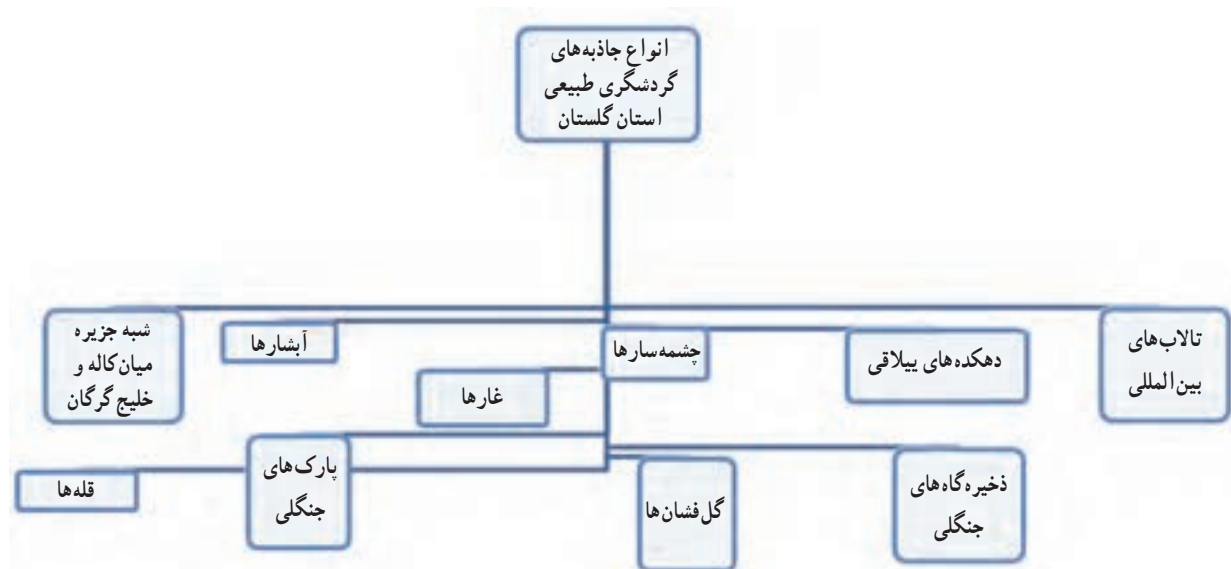 انواع جاذبه‌های
گردشگری طبیعی
استان گلستان
تالاب‌های
بین‌المللی
دهکده‌های ییلاقی
چشمه‌سارها
آبشارها
شبه جزیره
میان‌کاله و
خلیج گرگان
غارها
ذخیره‌گاه‌های
جنگلی
گل‌فشان‌ها
پارک‌های
جنگلی
قله‌ها